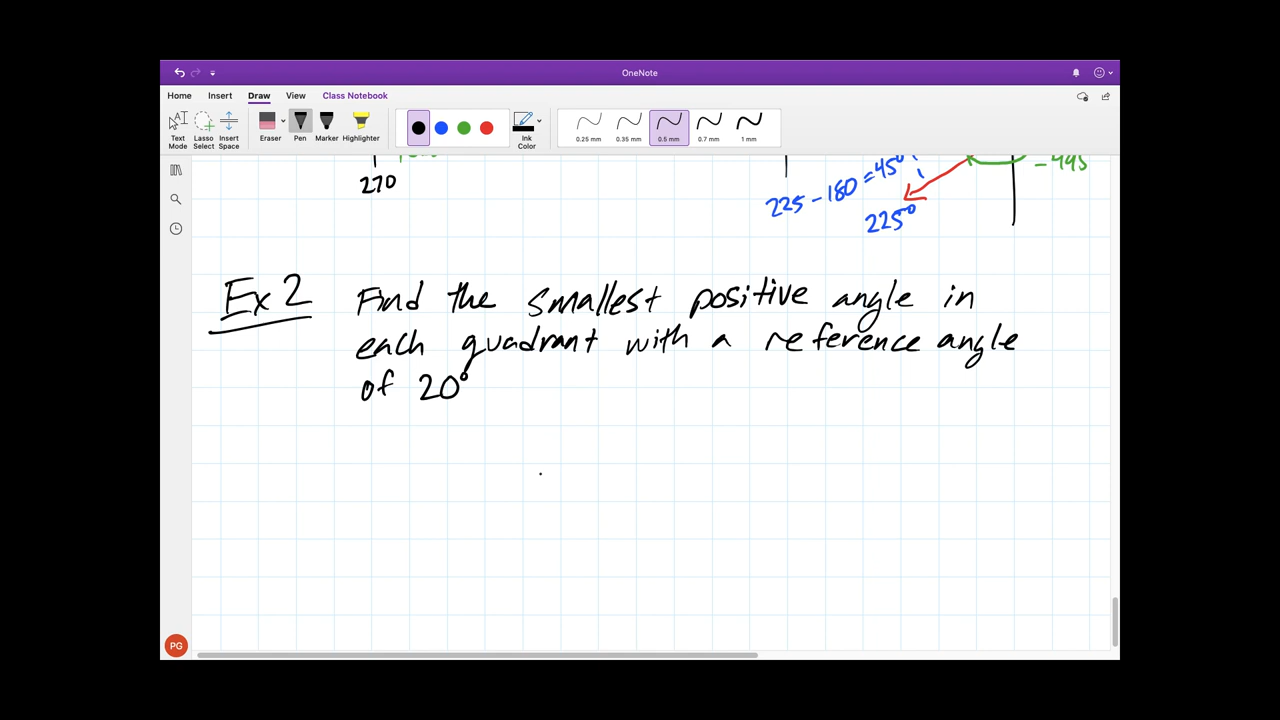 OneNote
Home Insert Draw View Class Notebook
Text Mode Lasso Select Insert Space Eraser Pen Marker Highlighter Ink Color 0.25 mm 0.35 mm 0.5 mm 0.7 mm 1 mm
270
225 - 180 = 45°
225°
- 495
Ex 2 Find the smallest positive angle in
each quadrant with a reference angle
of 20°
PG